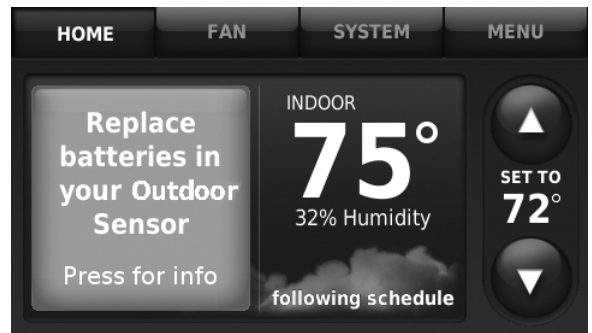 HOME FAN SYSTEM MENU
Replace
batteries in
your Outdoor
Sensor
Press for info
INDOOR
75°
32% Humidity
following schedule
SET TO
72°